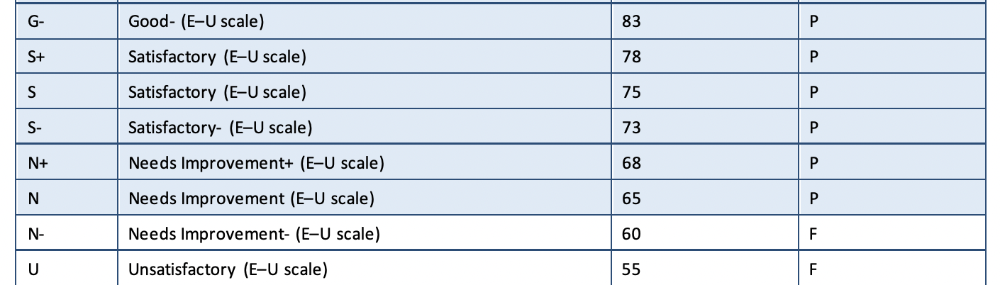 G- Good- (E–U scale) 83 P
S+ Satisfactory (E–U scale) 78 P
S Satisfactory (E–U scale) 75 P
S- Satisfactory- (E–U scale) 73 P
N+ Needs Improvement+ (E–U scale) 68 P
N Needs Improvement (E–U scale) 65 P
N- Needs Improvement- (E–U scale) 60 F
U Unsatisfactory (E–U scale) 55 F